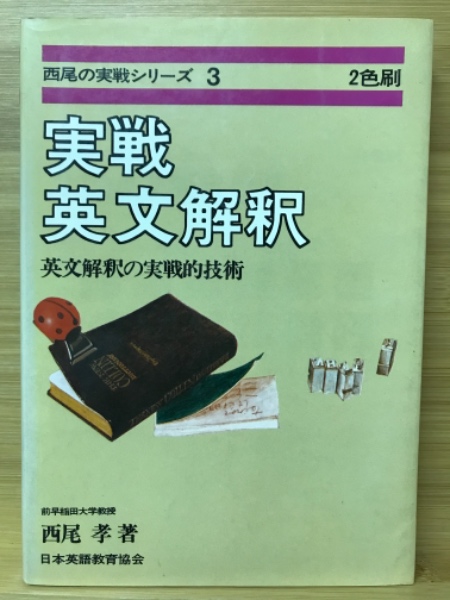 西尾の実戦シリーズ 3 2色刷
実戦
英文解釈
英文解釈の実戦的技術
前早稲田大学教授
西尾 孝著
日本英語教育協会